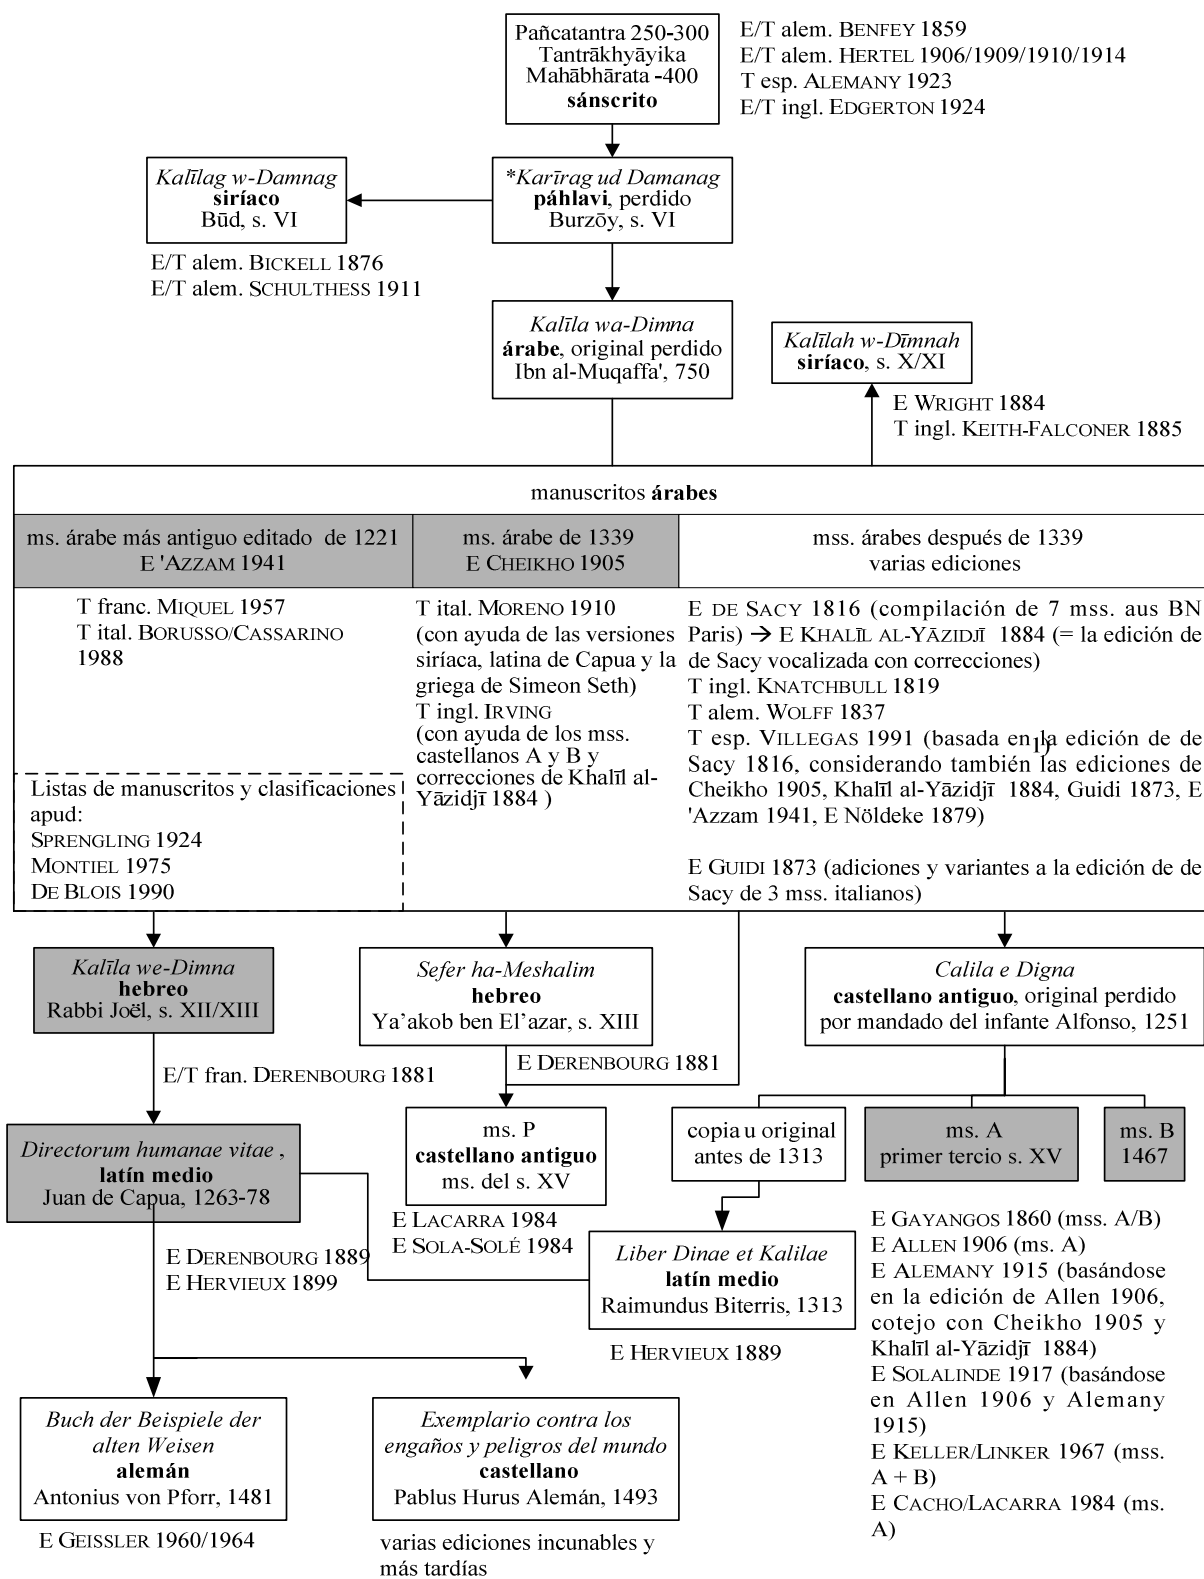 Pañcatantra 250-300
Tantrākhyāyika
Mahābhārata -400
sánscrito
E/T alem. BENFEY 1859
E/T alem. HERTEL 1906/1909/1910/1914
T esp. ALEMANY 1923
E/T ingl. EDGERTON 1924
Kalīlag w-Damnag
siríaco
Būd, s. VI
*Karīrag ud Damanag
páhlavi, perdido
Burzōy, s. VI
E/T alem. BICKELL 1876
E/T alem. SCHULTHESS 1911
Kalīla wa-Dimna
árabe, original perdido
Ibn al-Muqaffa', 750
Kalīlah w-Dīmnah
siríaco, s. X/XI
E WRIGHT 1884
T ingl. KEITH-FALCONER 1885
manuscritos árabes
ms. árabe más antiguo editado de 1221
E 'AZZAM 1941
ms. árabe de 1339
E CHEIKHO 1905
mss. árabes después de 1339
varias ediciones
T franc. MIQUEL 1957
T ital. BORUSSO/CASSARINO
1988
T ital. MORENO 1910
(con ayuda de las versiones
siríaca, latina de Capua y la
griega de Simeon Seth)
T ingl. IRVING
(con ayuda de los mss.
castellanos A y B y
correcciones de Khalīl al-
Yāzidjī 1884 )
E DE SACY 1816 (compilación de 7 mss. aus BN
Paris) → E KHALĪL AL-YĀZIDJĪ 1884 (= la edición de
de Sacy vocalizada con correcciones)
T ingl. KNATCHBULL 1819
T alem. WOLFF 1837
T esp. VILLEGAS 1991 (basada en la edición de de
1)
Sacy 1816, considerando también las ediciones de
Cheikho 1905, Khalīl al-Yāzidjī 1884, Guidi 1873, E
'Azzam 1941, E Nöldeke 1879)
E GUIDI 1873 (adiciones y variantes a la edición de de
Sacy de 3 mss. italianos)
Listas de manuscritos y clasificaciones
apud:
SPRENGLING 1924
MONTIEL 1975
DE BLOIS 1990
Kalīla we-Dimna
hebreo
Rabbi Joël, s. XII/XIII
Sefer ha-Meshalim
hebreo
Ya'akob ben El'azar, s. XIII
Calila e Digna
castellano antiguo, original perdido
por mandado del infante Alfonso, 1251
E/T fran. DERENBOURG 1881
E DERENBOURG 1881
Directorum humanae vitae ,
latín medio
Juan de Capua, 1263-78
ms. P
castellano antiguo
ms. del s. XV
copia u original
antes de 1313
ms. A
primer tercio s. XV
ms. B
1467
E LACARRA 1984
E SOLA-SOLÉ 1984
E DERENBOURG 1889
E HERVIEUX 1899
Liber Dinae et Kalilae
latín medio
Raimundus Biterris, 1313
E HERVIEUX 1889
E GAYANGOS 1860 (mss. A/B)
E ALLEN 1906 (ms. A)
E ALEMANY 1915 (basándose
en la edición de Allen 1906,
cotejo con Cheikho 1905 y
Khalīl al-Yāzidjī 1884)
E SOLALINDE 1917 (basándose
en Allen 1906 y Alemany
1915)
E KELLER/LINKER 1967 (mss.
A + B)
E CACHO/LACARRA 1984 (ms.
A)
Buch der Beispiele der
alten Weisen
alemán
Antonius von Pforr, 1481
Exemplario contra los
engaños y peligros del mundo
castellano
Pablus Hurus Alemán, 1493
E GEISSLER 1960/1964
varias ediciones incunables y
más tardías